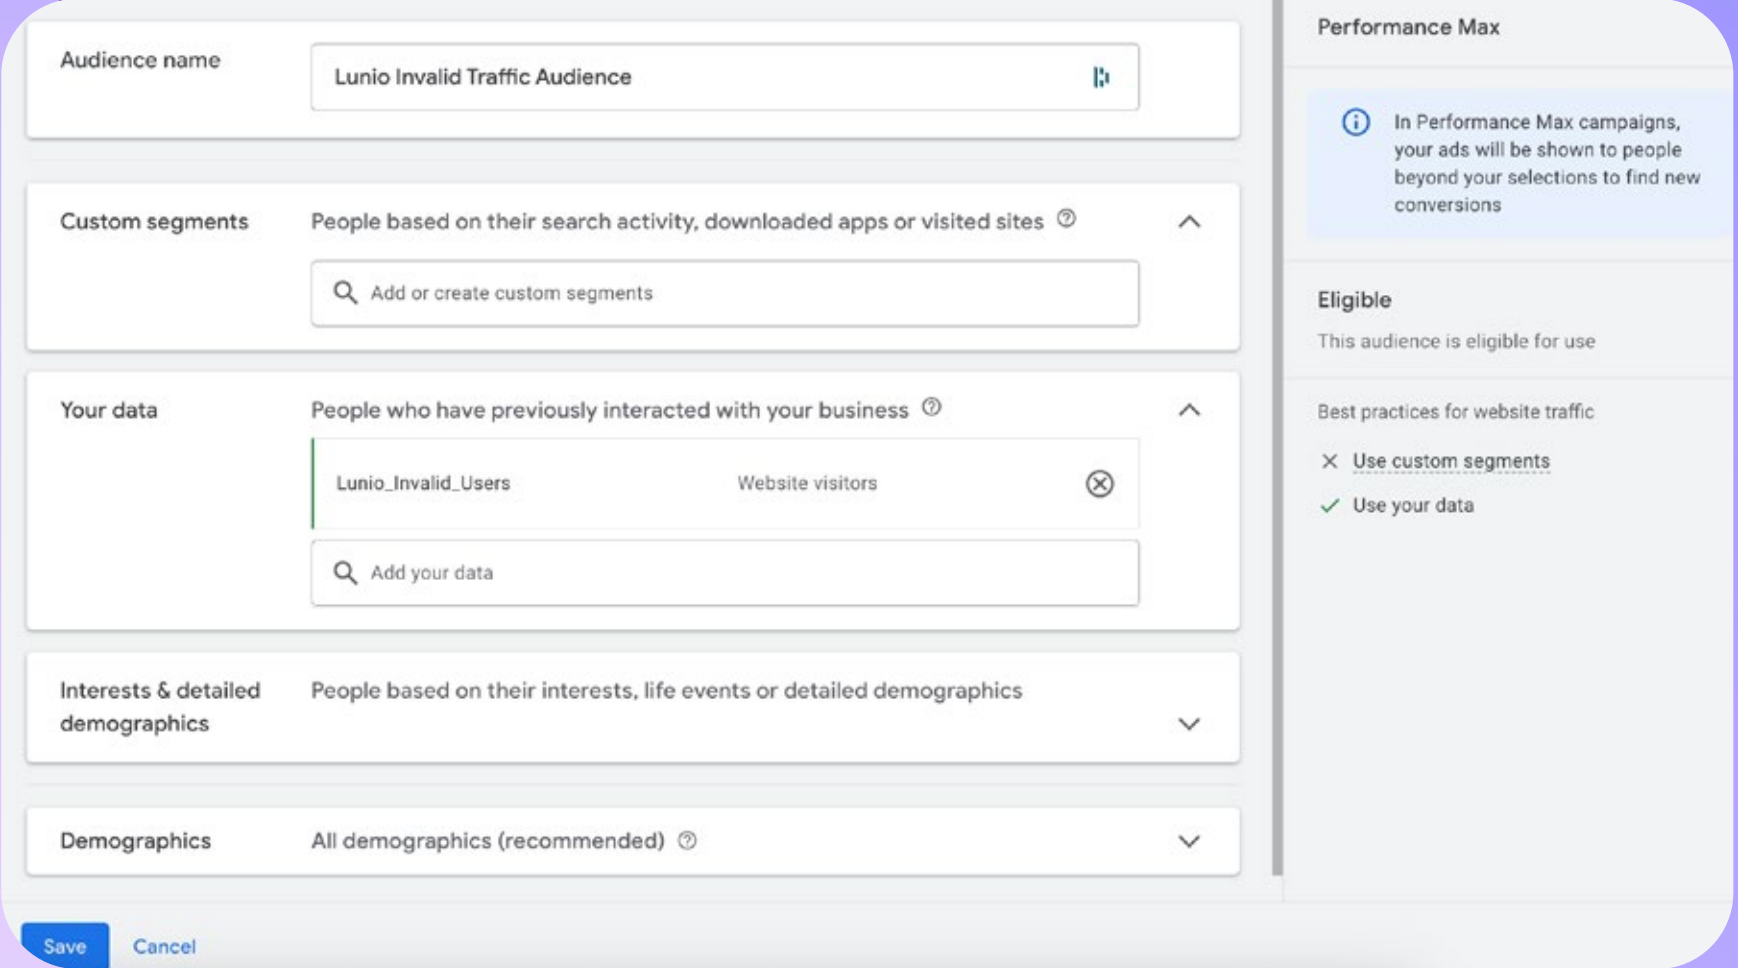 Audience name
Lunio Invalid Traffic Audience
Custom segments
People based on their search activity, downloaded apps or visited sites
Add or create custom segments
Your data
People who have previously interacted with your business
Lunio_Invalid_Users
Website visitors
Add your data
Interests & detailed
demographics
People based on their interests, life events or detailed demographics
Demographics
All demographics (recommended)
Save
Cancel
Performance Max
In Performance Max campaigns,
your ads will be shown to people
beyond your selections to find new
conversions
Eligible
This audience is eligible for use
Best practices for website traffic
Use custom segments
Use your data